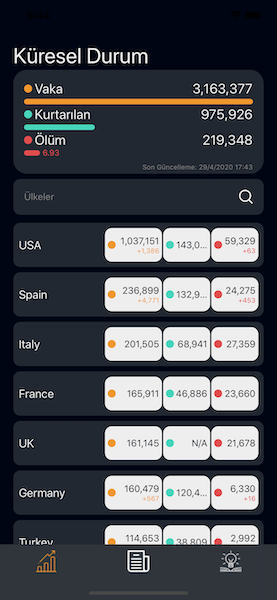 Küresel Durum
Vaka 3,163,377
Kurtarılan 975,926
Ölüm 219,348
6.93
Son Güncelleme: 29/4/2020 17:43
Ülkeler
USA 1,037,151 143,0... 59,329
+1,386 +63
Spain 236,899 132,9... 24,275
+4,771 +453
Italy 201,505 68,941 27,359
France 165,911 46,886 23,660
UK 161,145 N/A 21,678
Germany 160,479 120,4... 6,330
+567 +16
Turkey 114,653 38,809 2,992